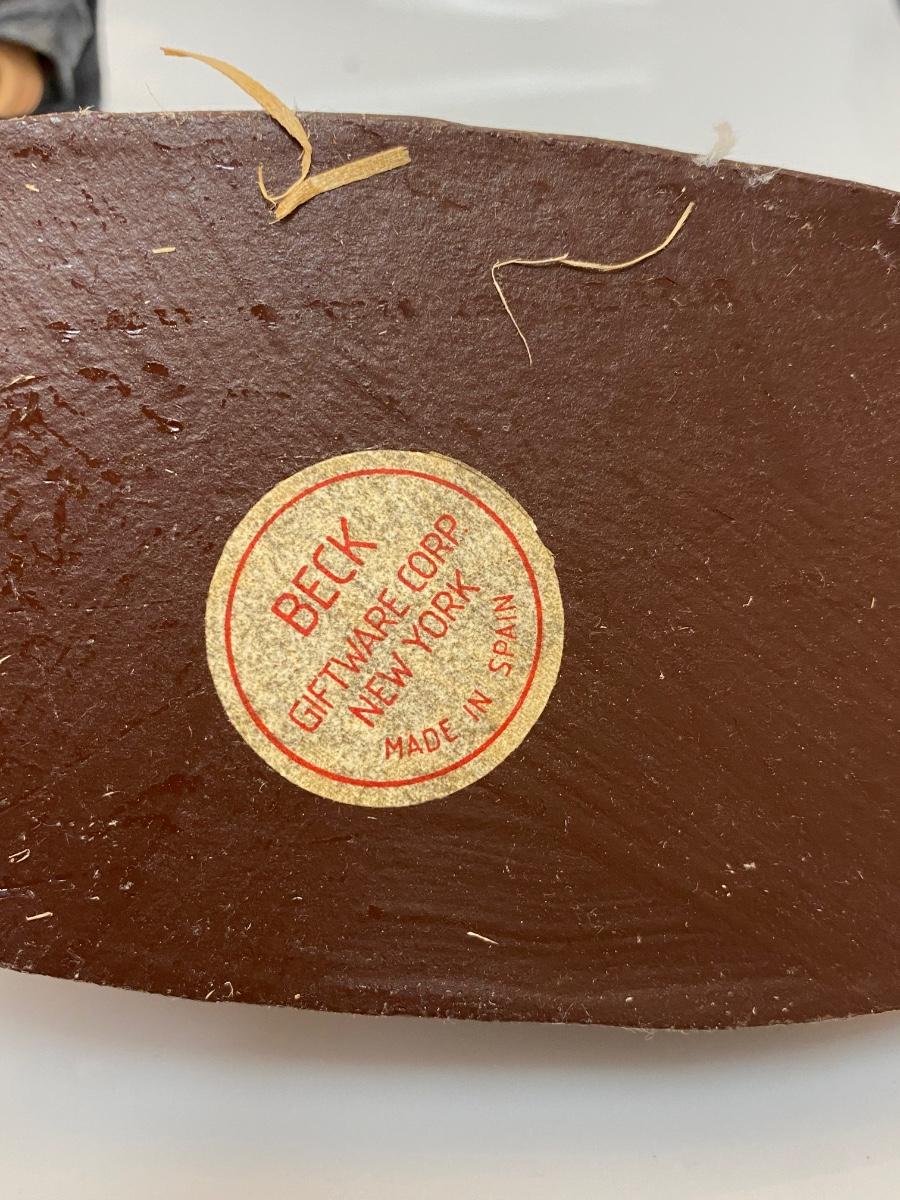 BECK
GIFTWARE CORP.
NEW YORK
MADE IN SPAIN